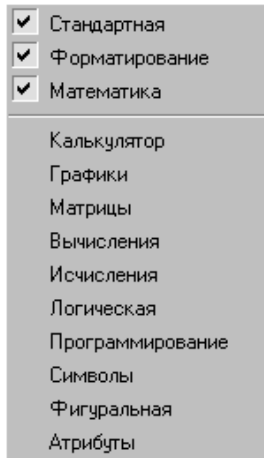 Стандартная
Форматирование
Математика
Калькулятор
Графики
Матрицы
Вычисления
Исчисления
Логическая
Программирование
Символы
Фигуральная
Атрибуты